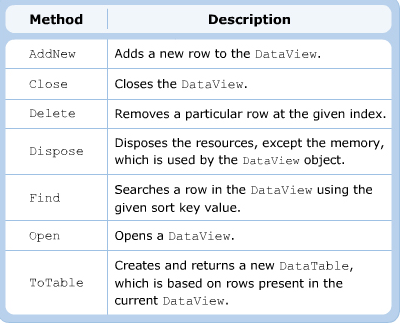 Method Description
AddNew Adds a new row to the DataView.
Close Closes the DataView.
Delete Removes a particular row at the given index.
Dispose Disposes the resources, except the memory,
which is used by the DataView object.
Find Searches a row in the DataView using the
given sort key value.
Open Opens a DataView.
ToTable Creates and returns a new DataTable,
which is based on rows present in the
current DataView.